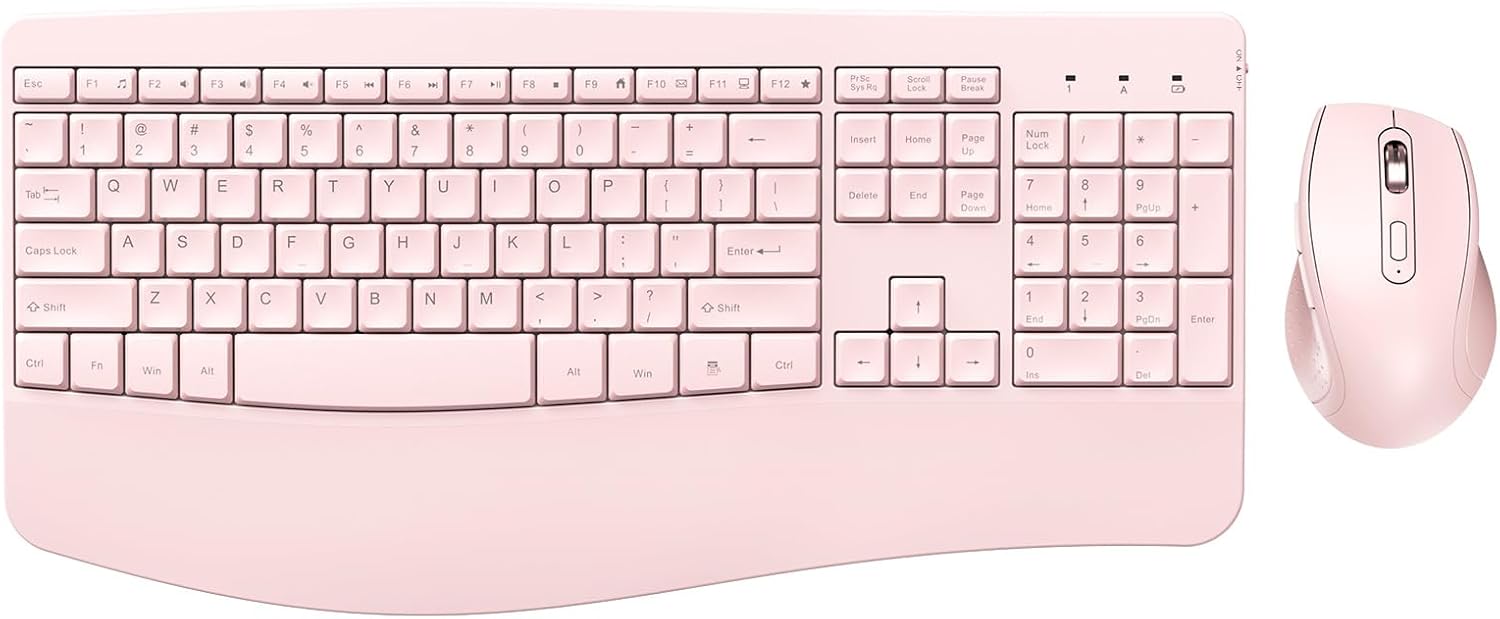 ON ▲ OFF
Esc F1 F2 F3 F4 F5 F6 F7 F8 F9 F10 F11 F12 PrSc Scroll Pause
SysRq Lock Break
1 A
~ ! @ # $ % ^ & * ( ) _ + ←
` 1 2 3 4 5 6 7 8 9 0 - =
Insert Home Page
Up
Num
Lock
/ * -
Tab Q W E R T Y U I O P { } |
[ ] \
Delete End Page
Down
7 8 9 +
Home ↑ PgUp
Caps Lock A S D F G H J K L : " Enter
; '
4 5 6
← →
Shift Z X C V B N M < > ? Shift
, . /
↑
1 2 3 Enter
End ↓ PgDn
Ctrl Fn Win Alt Alt Win Ctrl
← ↓ →
0 .
Ins Del